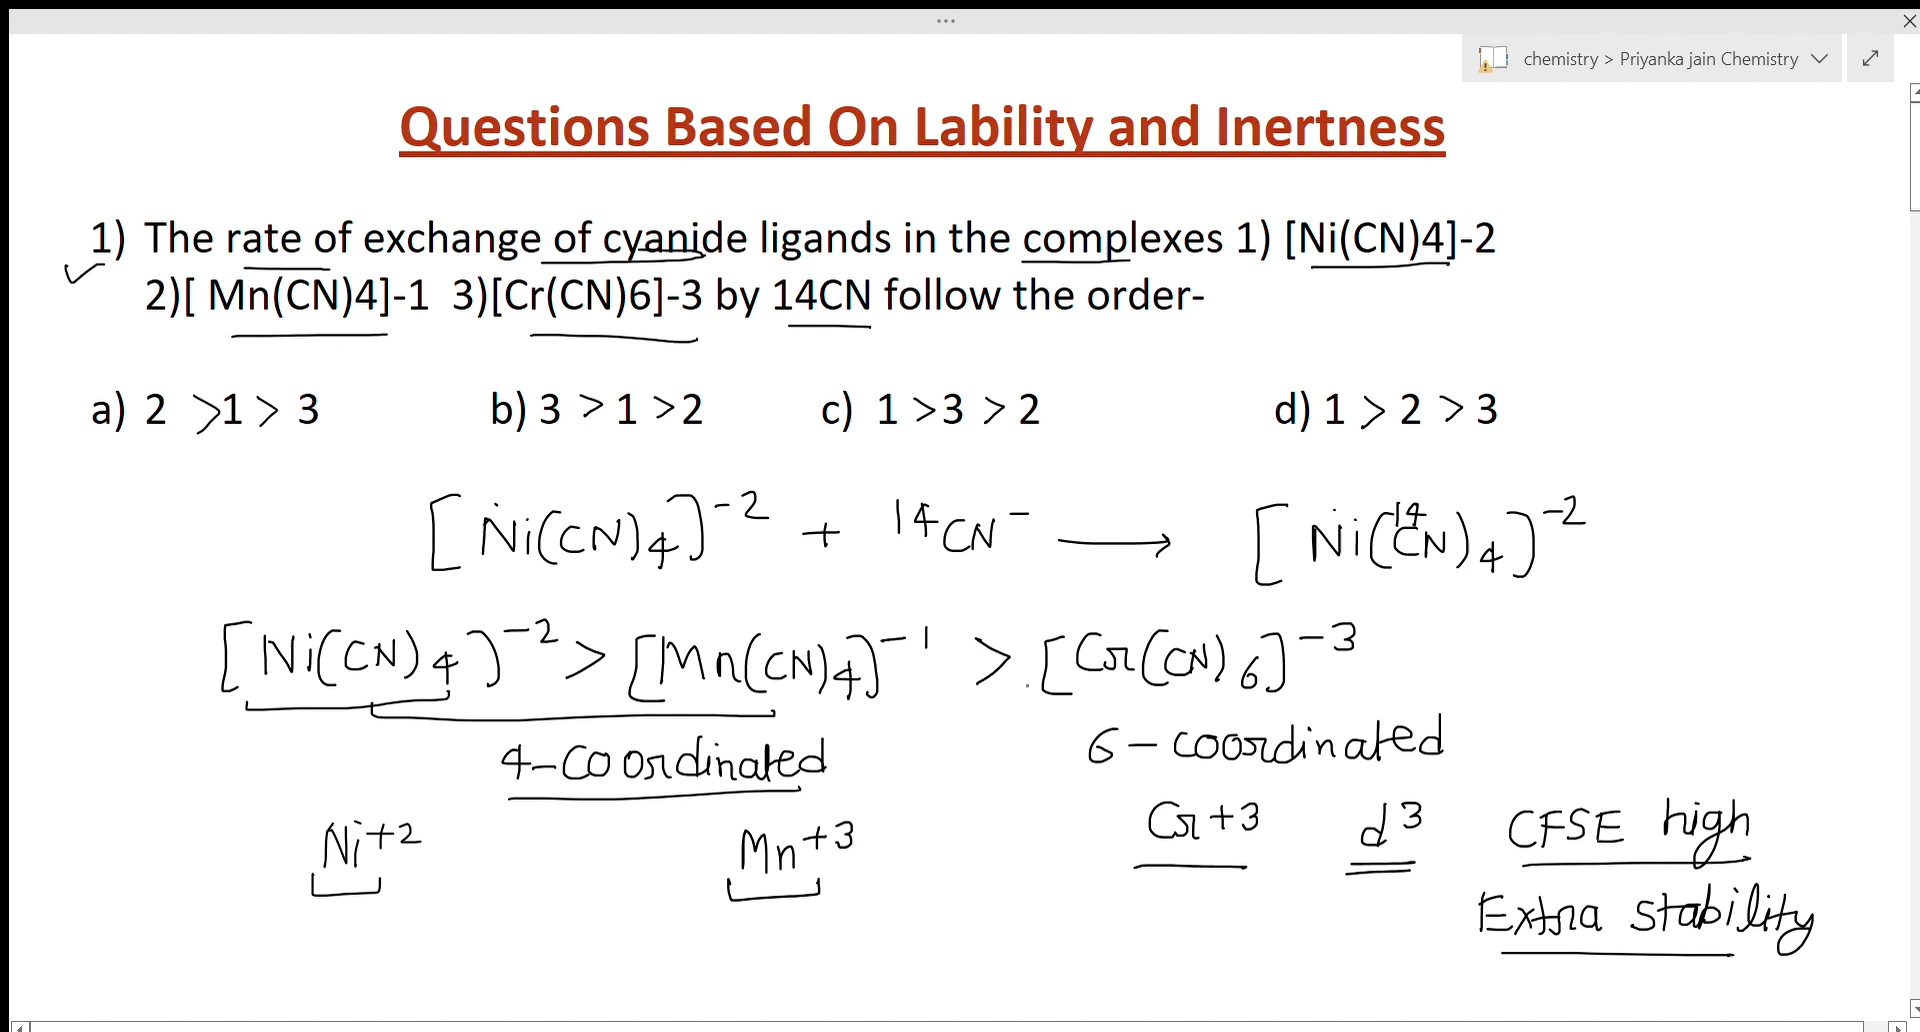 chemistry > Priyanka jain Chemistry
Questions Based On Lability and Inertness
1) The rate of exchange of cyanide ligands in the complexes 1) [Ni(CN)4]-2
2)[ Mn(CN)4]-1 3)[Cr(CN)6]-3 by 14CN follow the order-
a) 2 >1 > 3 b) 3 > 1 >2 c) 1 >3 > 2 d) 1 > 2 > 3
[Ni(CN)₄]⁻² + ¹⁴CN⁻ → [Ni(¹⁴CN)₄]⁻²
[Ni(CN)₄]⁻² > [Mn(CN)₄]⁻¹ > [Cr(CN)₆]⁻³
4-coordinated 6-coordinated
Ni⁺² Mn⁺³ Cr+3 d³ CFSE high
Extra stability